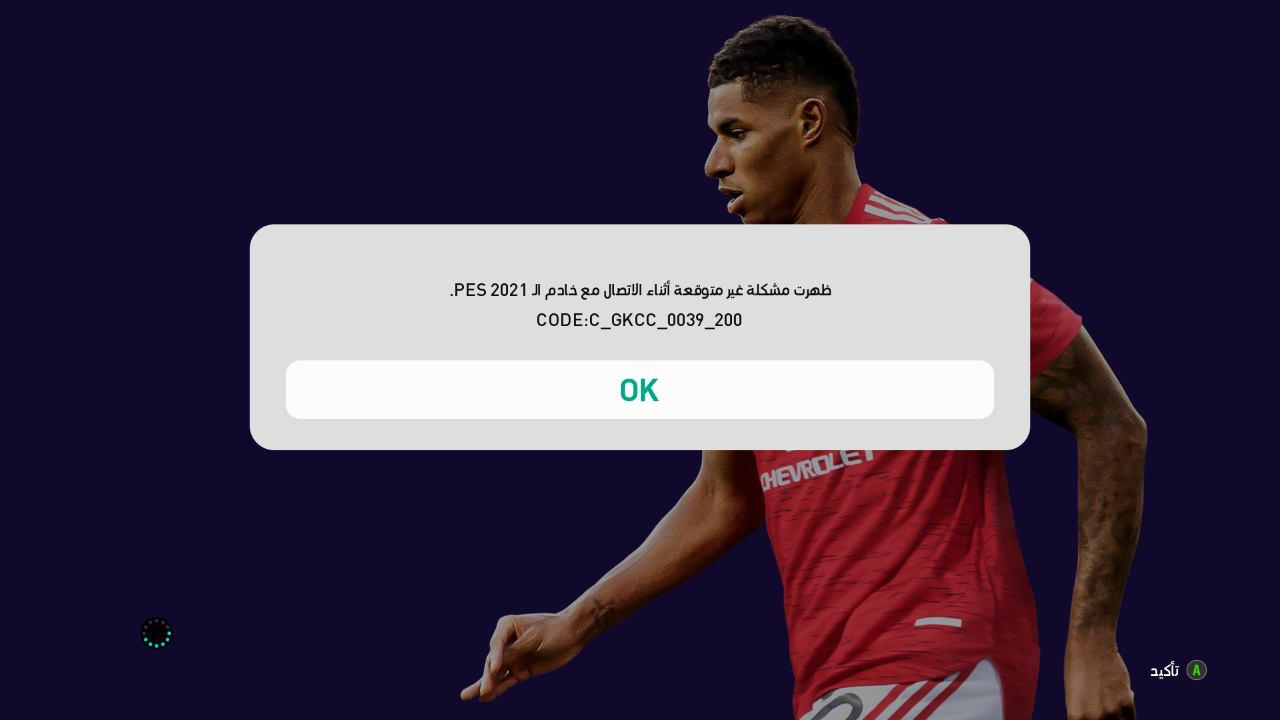 ظهرت مشكلة غير متوقعة أثناء الاتصال مع خادم الـ PES 2021.
CODE:C_GKCC_0039_200
OK
CHEVROLET
تأكيد A